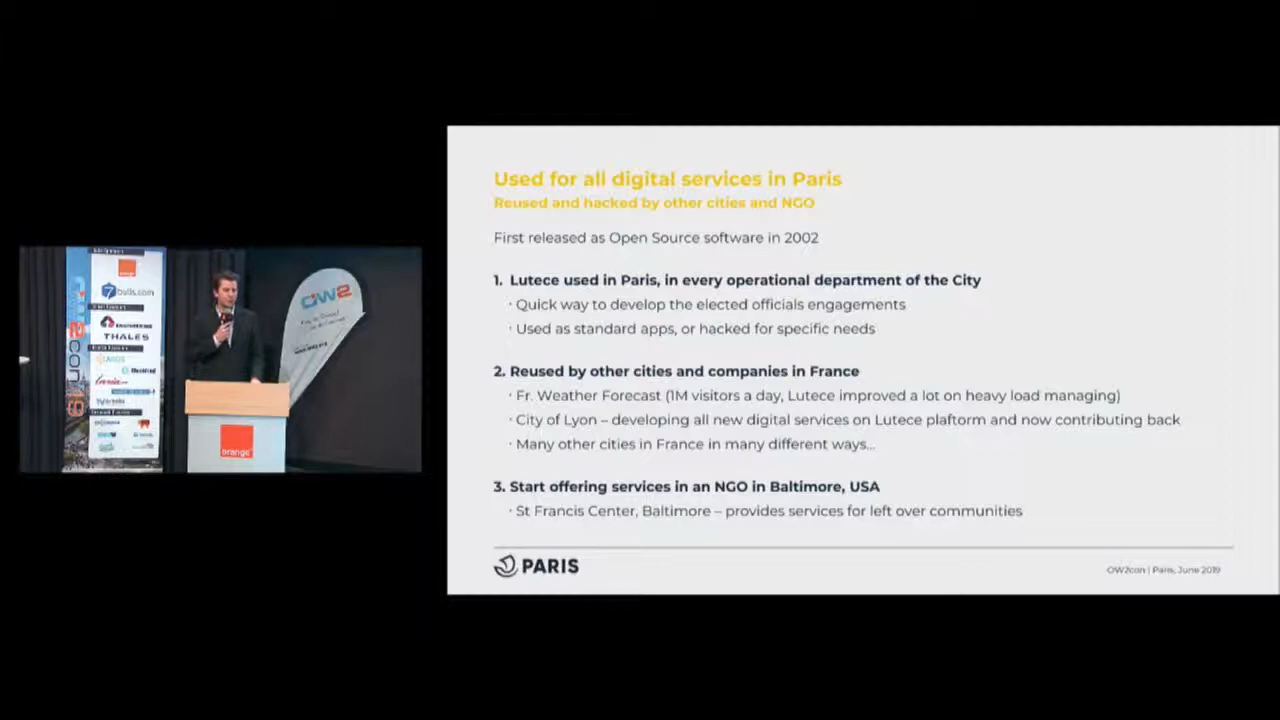 7bulls.com
ENGINEERING
THALES
OW2con'19
OW2
orange
Used for all digital services in Paris
Reused and hacked by other cities and NGO
First released as Open Source software in 2002
1. Lutece used in Paris, in every operational department of the City
· Quick way to develop the elected officials engagements
· Used as standard apps, or hacked for specific needs
2. Reused by other cities and companies in France
· Fr. Weather Forecast (1M visitors a day, Lutece improved a lot on heavy load managing)
· City of Lyon – developing all new digital services on Lutece plaftorm and now contributing back
· Many other cities in France in many different ways...
3. Start offering services in an NGO in Baltimore, USA
· St Francis Center, Baltimore – provides services for left over communities
PARIS
OW2con | Paris, June 2019